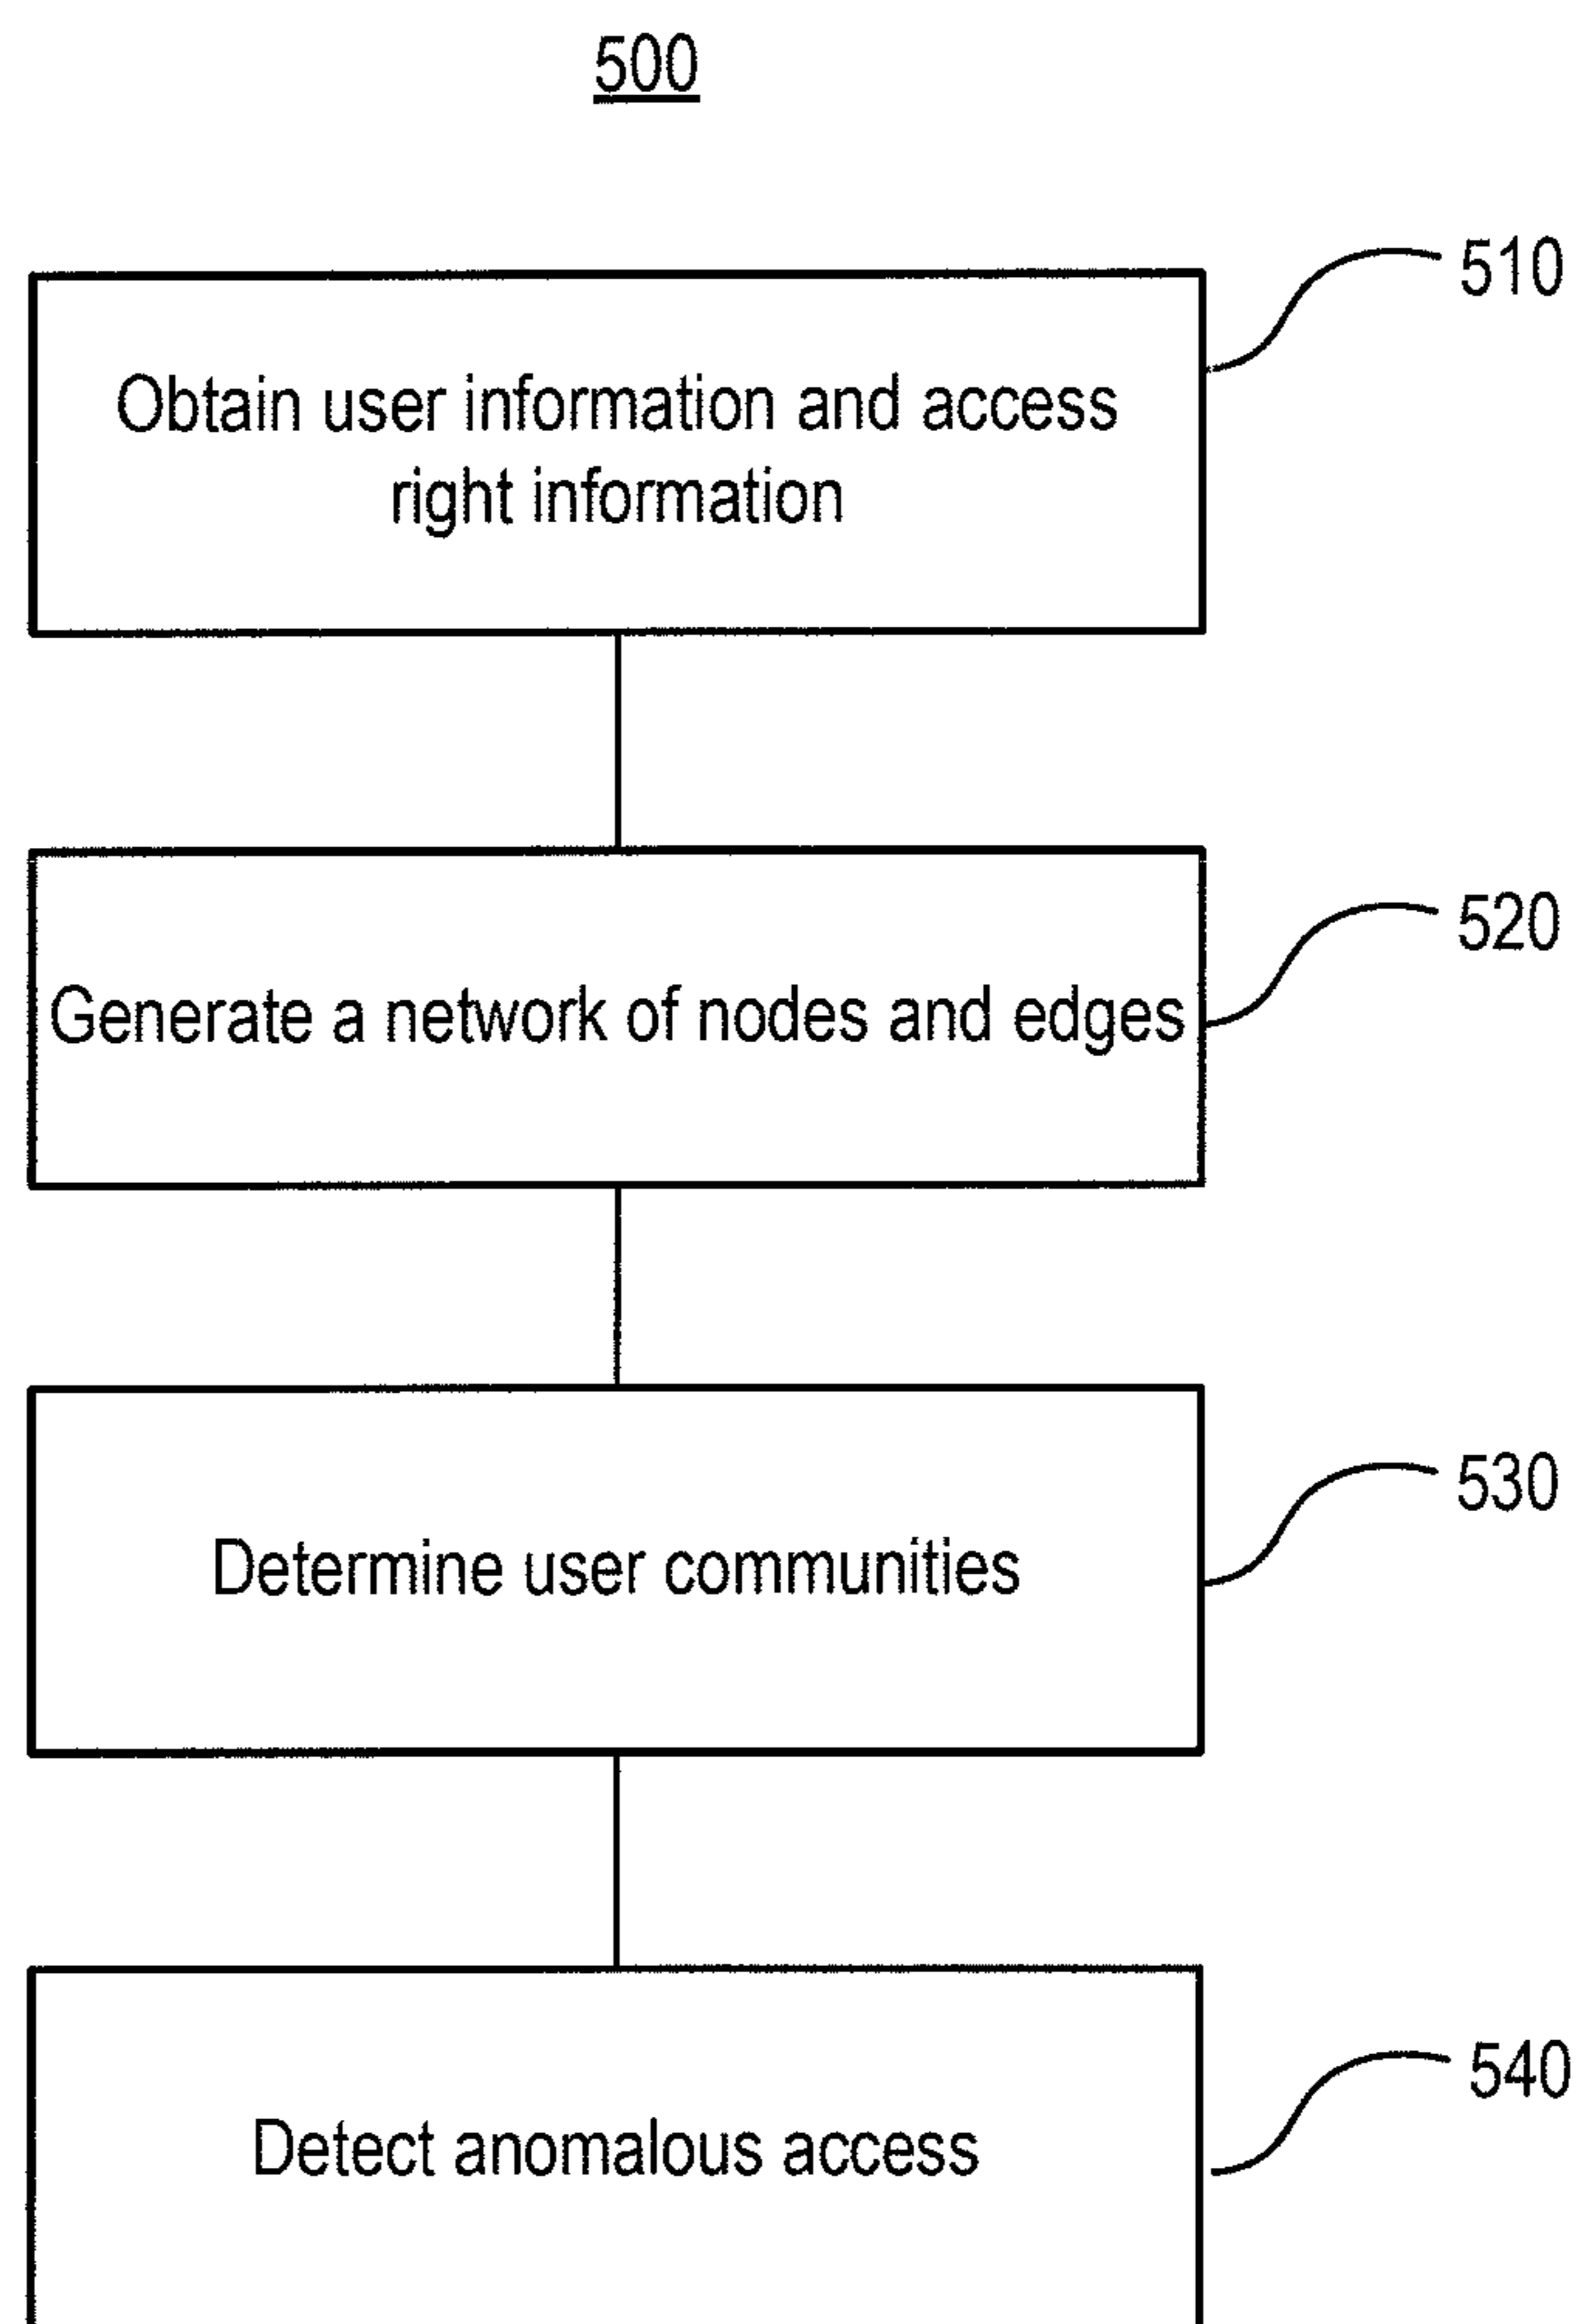 500
510
Obtain user information and access
right information
520
Generate a network of nodes and edges
530
Determine user communities
540
Detect anomalous access